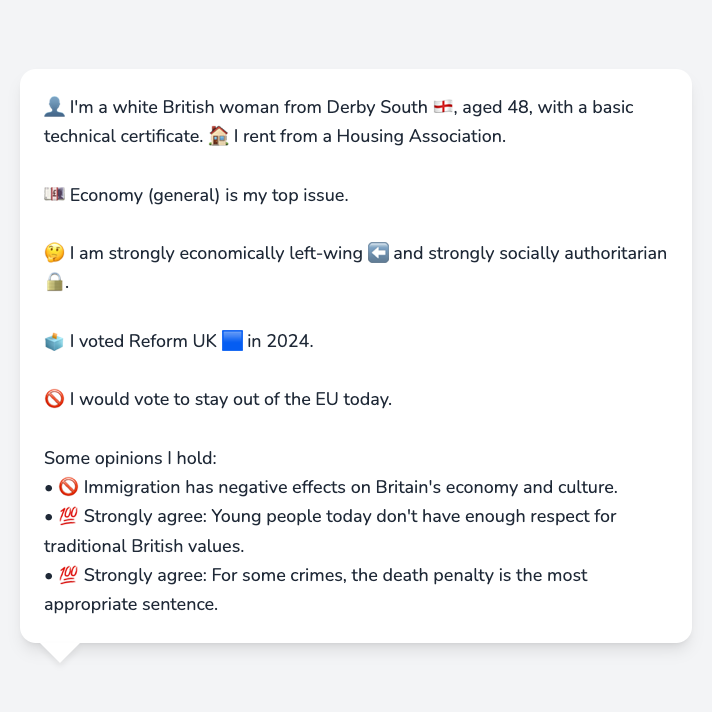 👤 I'm a white British woman from Derby South 🏴󠁧󠁢󠁥󠁮󠁧󠁿, aged 48, with a basic
technical certificate. 🏠 I rent from a Housing Association.
💷 Economy (general) is my top issue.
🤔 I am strongly economically left-wing ⬅️ and strongly socially authoritarian
🔒.
🗳️ I voted Reform UK 🟦 in 2024.
🚫 I would vote to stay out of the EU today.
Some opinions I hold:
• 🚫 Immigration has negative effects on Britain's economy and culture.
• 💯 Strongly agree: Young people today don't have enough respect for
traditional British values.
• 💯 Strongly agree: For some crimes, the death penalty is the most
appropriate sentence.